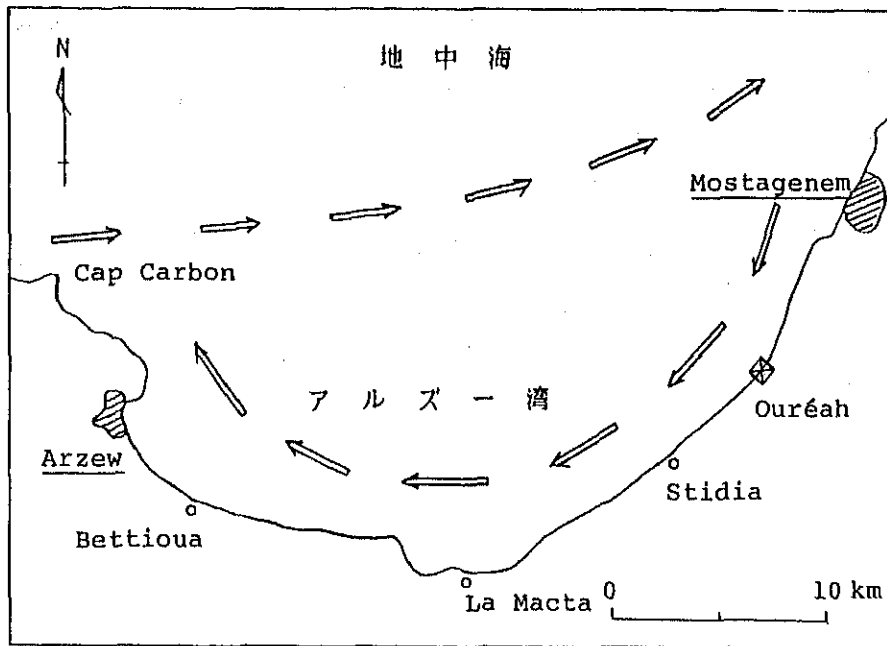 地中海
N
Mostagenem
Cap Carbon
アルズー湾
Ouréah
Arzew
Stidia
Bettioua
La Macta
0 10 km